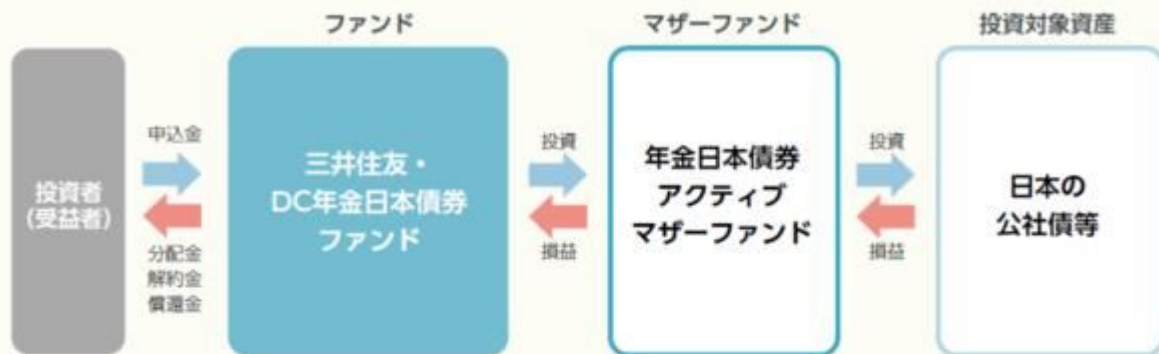 ファンド
マザーファンド
投資対象資産
投資者
(受益者)
申込金
分配金
解約金
償還金
三井住友・
DC年金日本債券
ファンド
投資
損益
年金日本債券
アクティブ
マザーファンド
投資
損益
日本の
公社債等